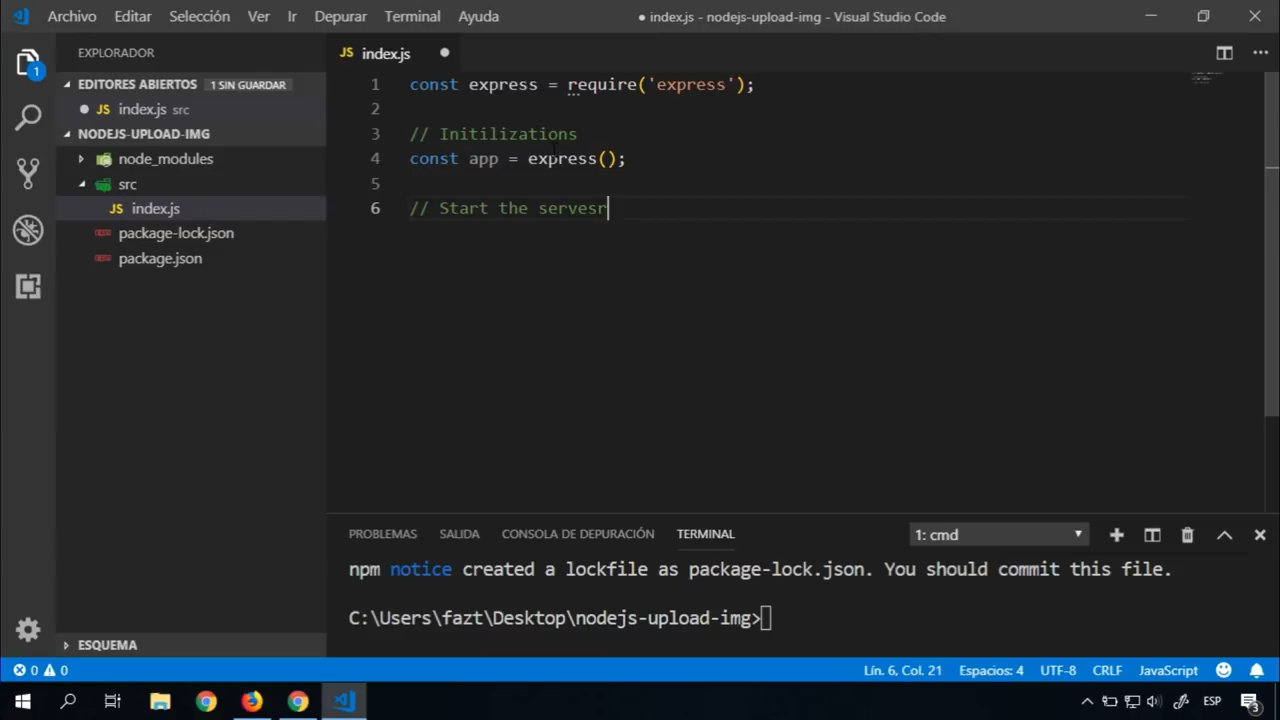 Archivo Editar Selección Ver Ir Depurar Terminal Ayuda ● index.js - nodejs-upload-img - Visual Studio Code
EXPLORADOR
EDITORES ABIERTOS 1 SIN GUARDAR
JS index.js src
NODEJS-UPLOAD-IMG
node_modules
src
JS index.js
package-lock.json
package.json
ESQUEMA
1
JS index.js
1 const express = require('express');
2
3 // Initilizations
4 const app = express();
5
6 // Start the servesr
PROBLEMAS SALIDA CONSOLA DE DEPURACIÓN TERMINAL 1: cmd
npm notice created a lockfile as package-lock.json. You should commit this file.
C:\Users\fazt\Desktop\nodejs-upload-img>
0 0 Lín. 6, Col. 21 Espacios: 4 UTF-8 CRLF JavaScript
ESP 3